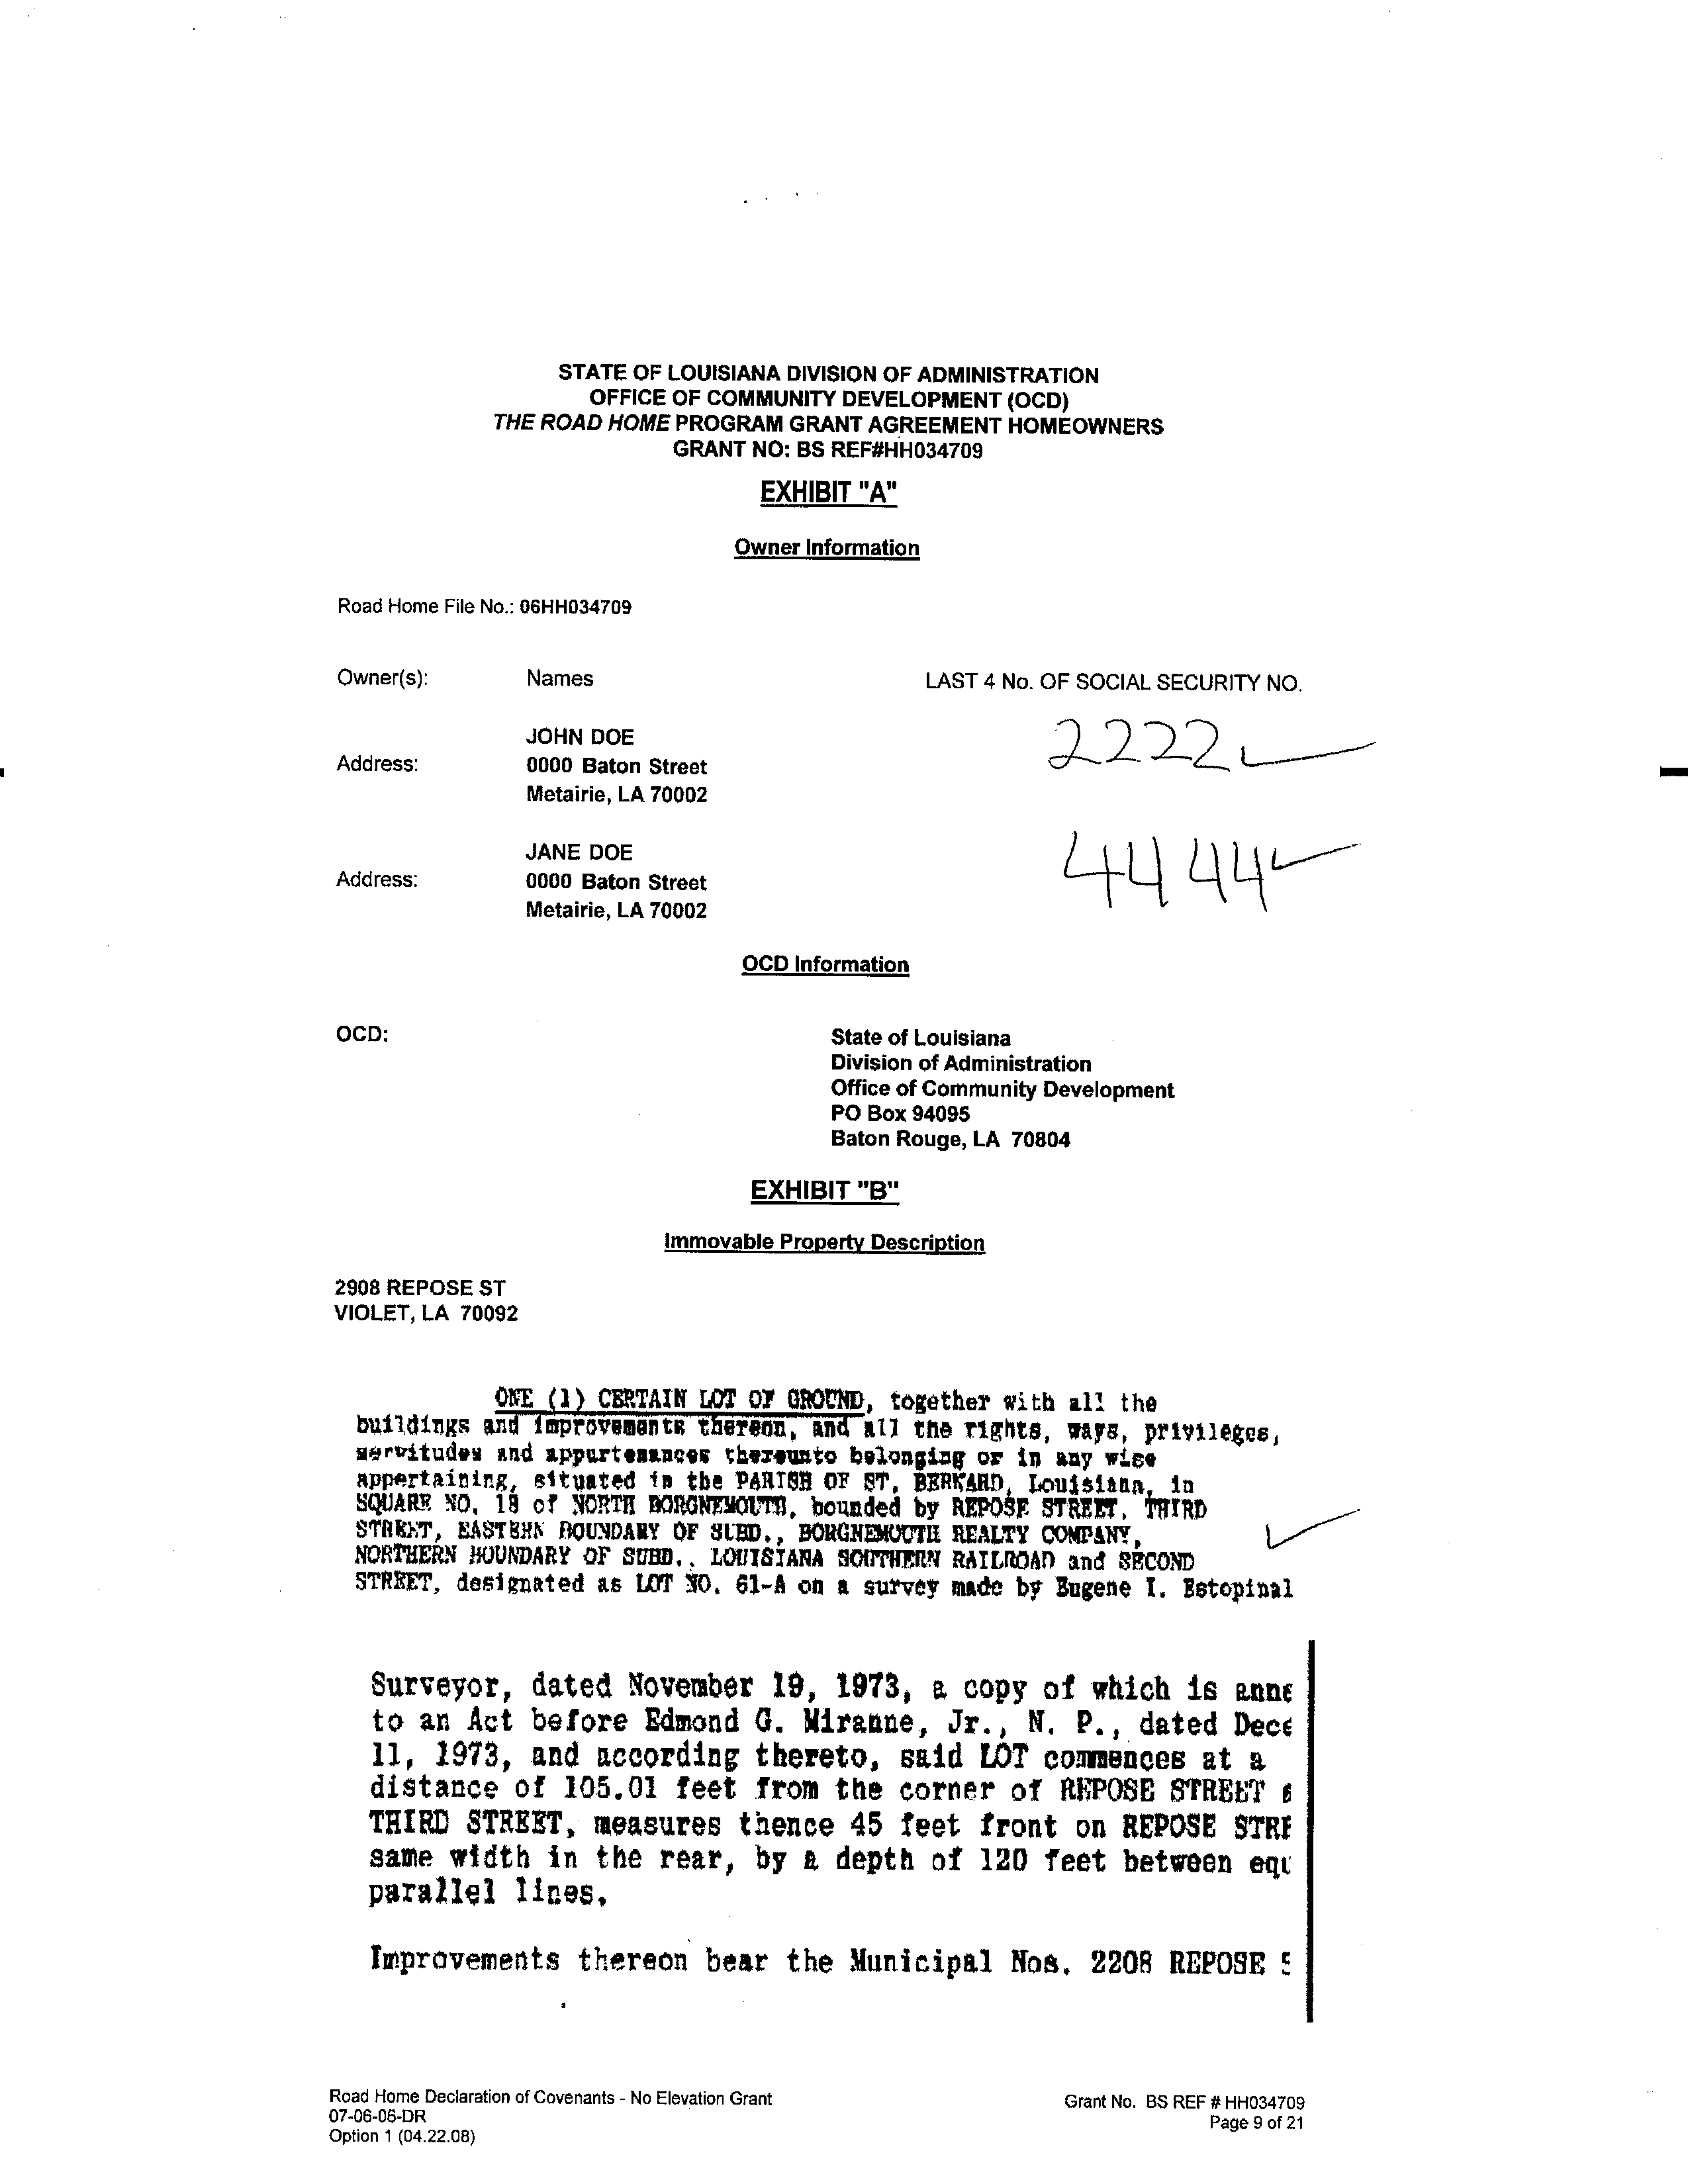 STATE OF LOUISIANA DIVISION OF ADMINISTRATION
OFFICE OF COMMUNITY DEVELOPMENT (OCD)
THE ROAD HOME PROGRAM GRANT AGREEMENT HOMEOWNERS
GRANT NO: BS REF#HH034709
EXHIBIT "A"
Owner Information
Road Home File No.: 06HH034709
Owner(s): Names LAST 4 No. OF SOCIAL SECURITY NO.
JOHN DOE 2222
Address: 0000 Baton Street
Metairie, LA 70002
JANE DOE 4444
Address: 0000 Baton Street
Metairie, LA 70002
OCD Information
OCD: State of Louisiana
Division of Administration
Office of Community Development
PO Box 94095
Baton Rouge, LA 70804
EXHIBIT "B"
Immovable Property Description
2908 REPOSE ST
VIOLET, LA 70092
ONE (1) CERTAIN LOT OF GROUND, together with all the
buildings and improvements thereon, and all the rights, ways, privileges,
servitudes and appurtenances thereunto belonging or in any wise
appertaining, situated in the PARISH OF ST. BERNARD, Louisiana, in
SQUARE NO. 18 of NORTH BORGNEMOUTH, bounded by REPOSE STREET, THIRD
STREET, EASTERN BOUNDARY OF SUBD., BORGNEMOUTH REALTY COMPANY,
NORTHERN BOUNDARY OF SUBD., LOUISIANA SOUTHERN RAILROAD and SECOND
STREET, designated as LOT NO. 61-A on a survey made by Eugene I. Estopinal
Surveyor, dated November 19, 1973, a copy of which is anne
to an Act before Edmond G. Miranne, Jr., N. P., dated Dece
11, 1973, and according thereto, said LOT commences at a
distance of 105.01 feet from the corner of REPOSE STREET
THIRD STREET, measures thence 45 feet front on REPOSE STRE
same width in the rear, by a depth of 120 feet between equ
parallel lines.
Improvements thereon bear the Municipal Nos. 2208 REPOSE S
Road Home Declaration of Covenants - No Elevation Grant
07-06-06-DR
Option 1 (04.22.08)
Grant No. BS REF # HH034709
Page 9 of 21